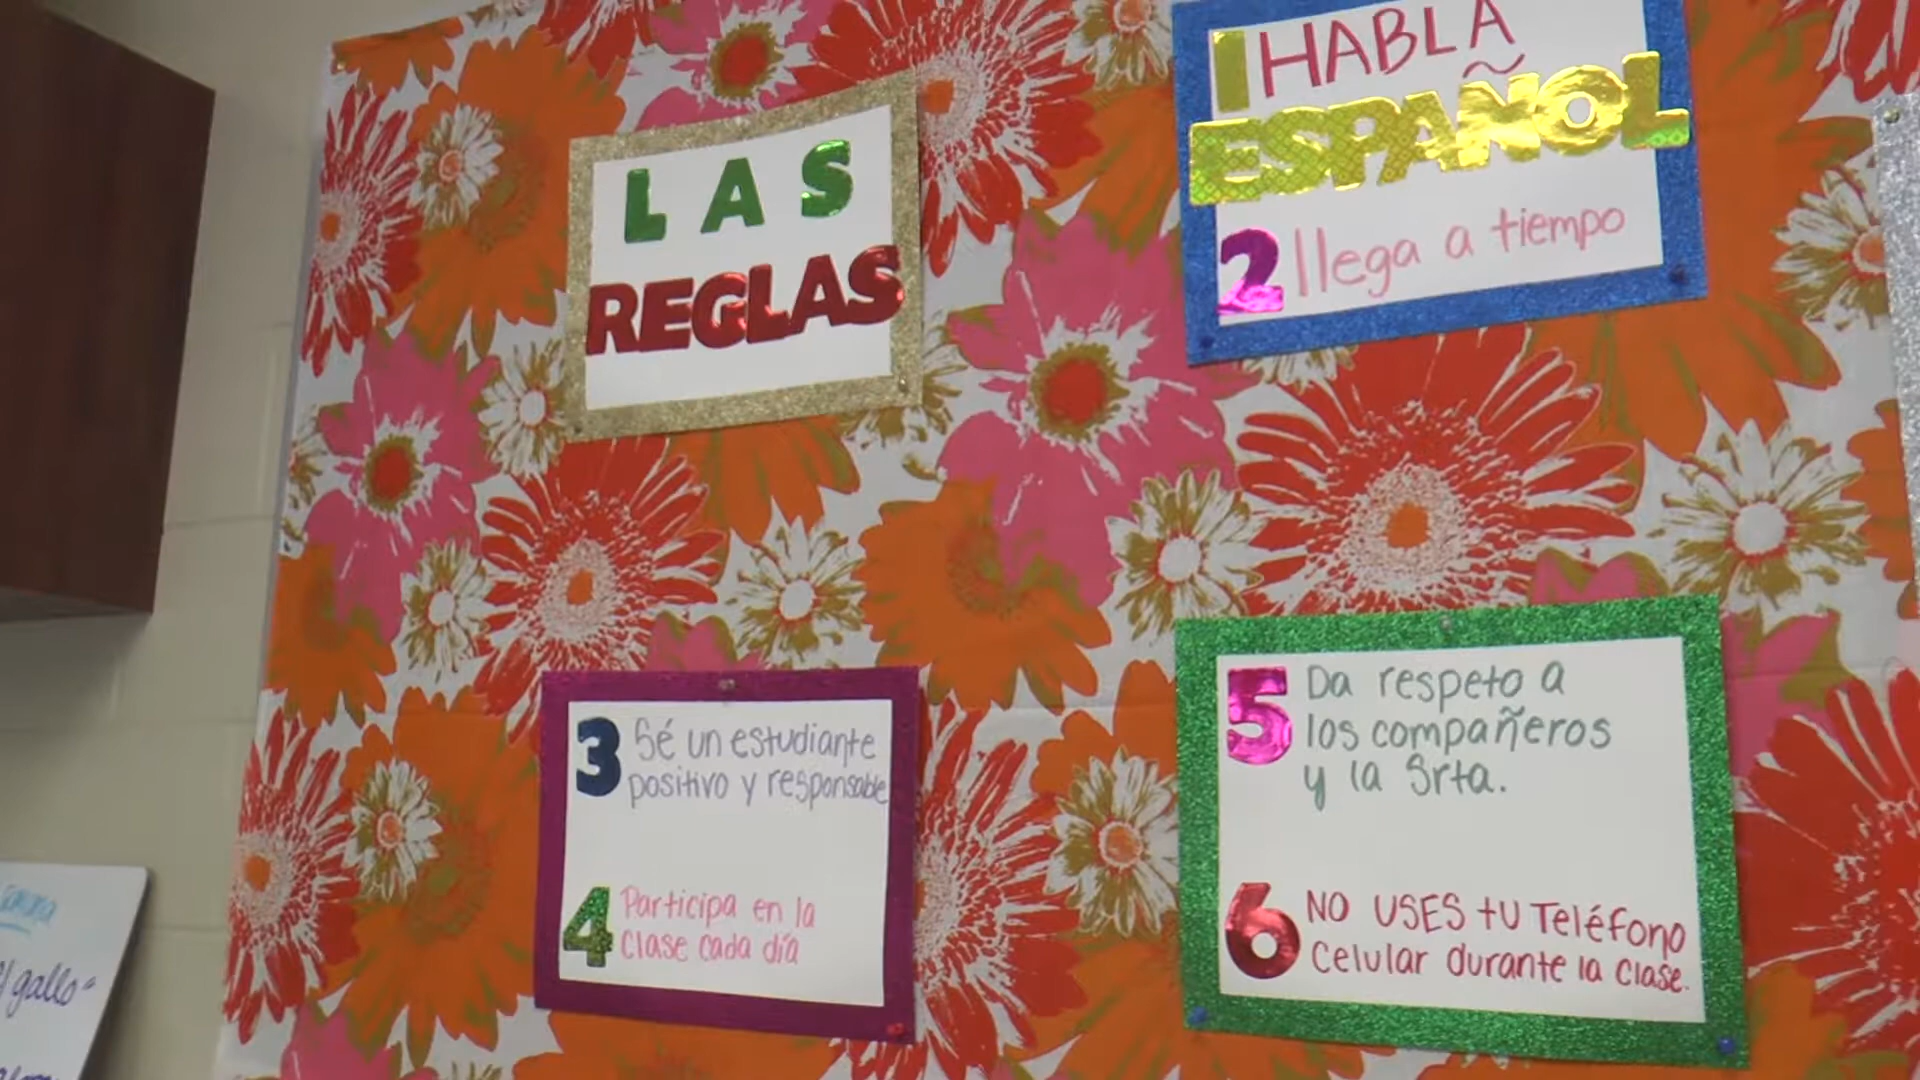 LAS
REGLAS
1 HABLA
ESPAÑOL
2 llega a tiempo
3 Sé un estudiante
positivo y responsable
4 Participa en la
clase cada día
5 Da respeto a
los compañeros
y la Srta.
6 NO USES tu Teléfono
Celular durante la clase.
gallo"